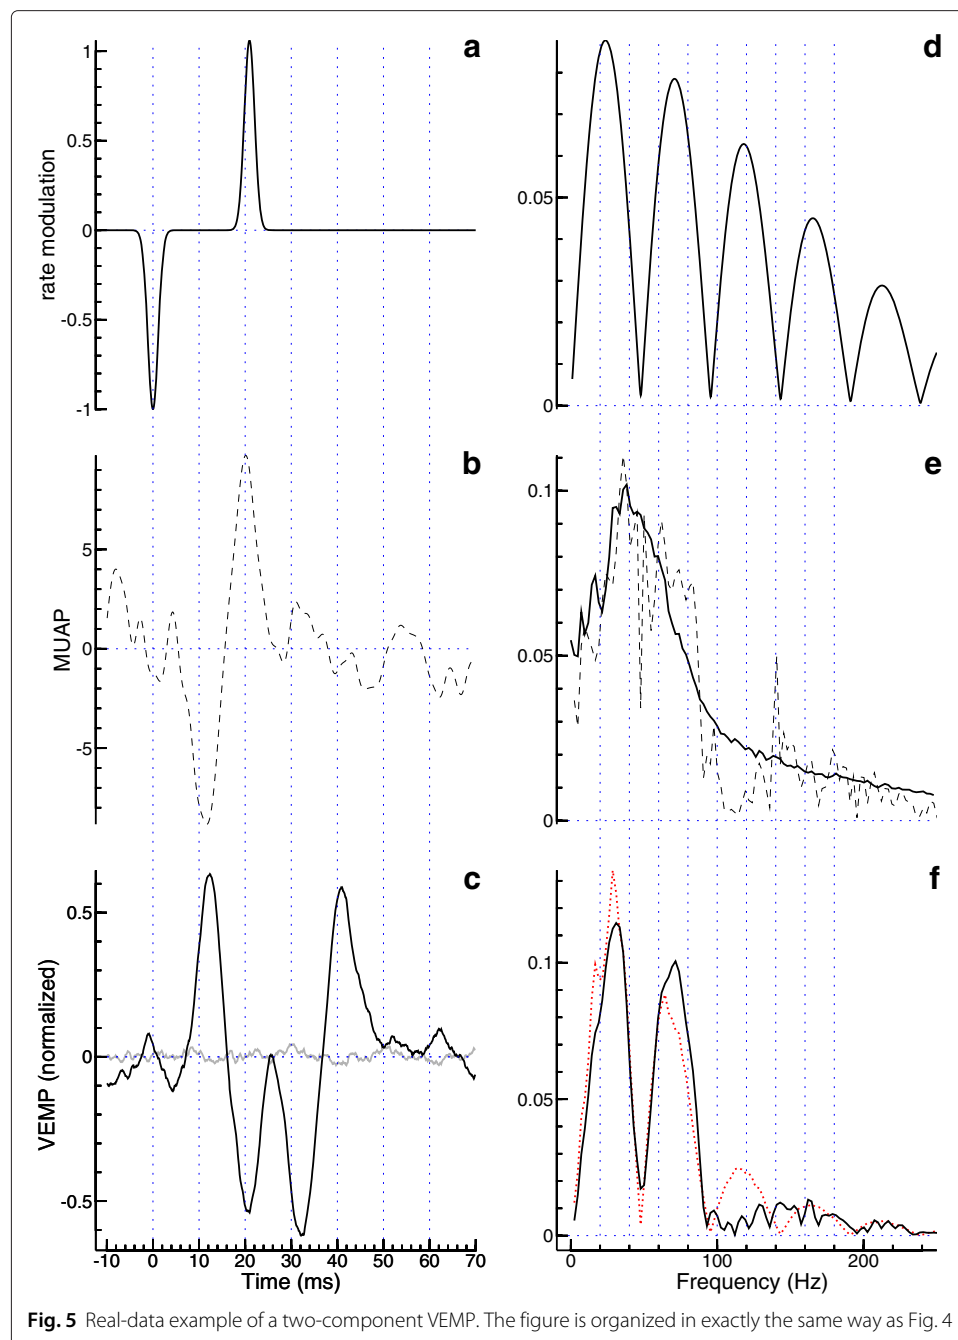 a
1
0.5
0
-0.5
-1
rate modulation
d
0.05
0
b
5
0
-5
MUAP
e
0.1
0.05
0
c
0.5
0
-0.5
VEMP (normalized)
-10 0 10 20 30 40 50 60 70
Time (ms)
f
0.1
0.05
0
0 100 200
Frequency (Hz)
Fig. 5 Real-data example of a two-component VEMP. The figure is organized in exactly the same way as Fig. 4